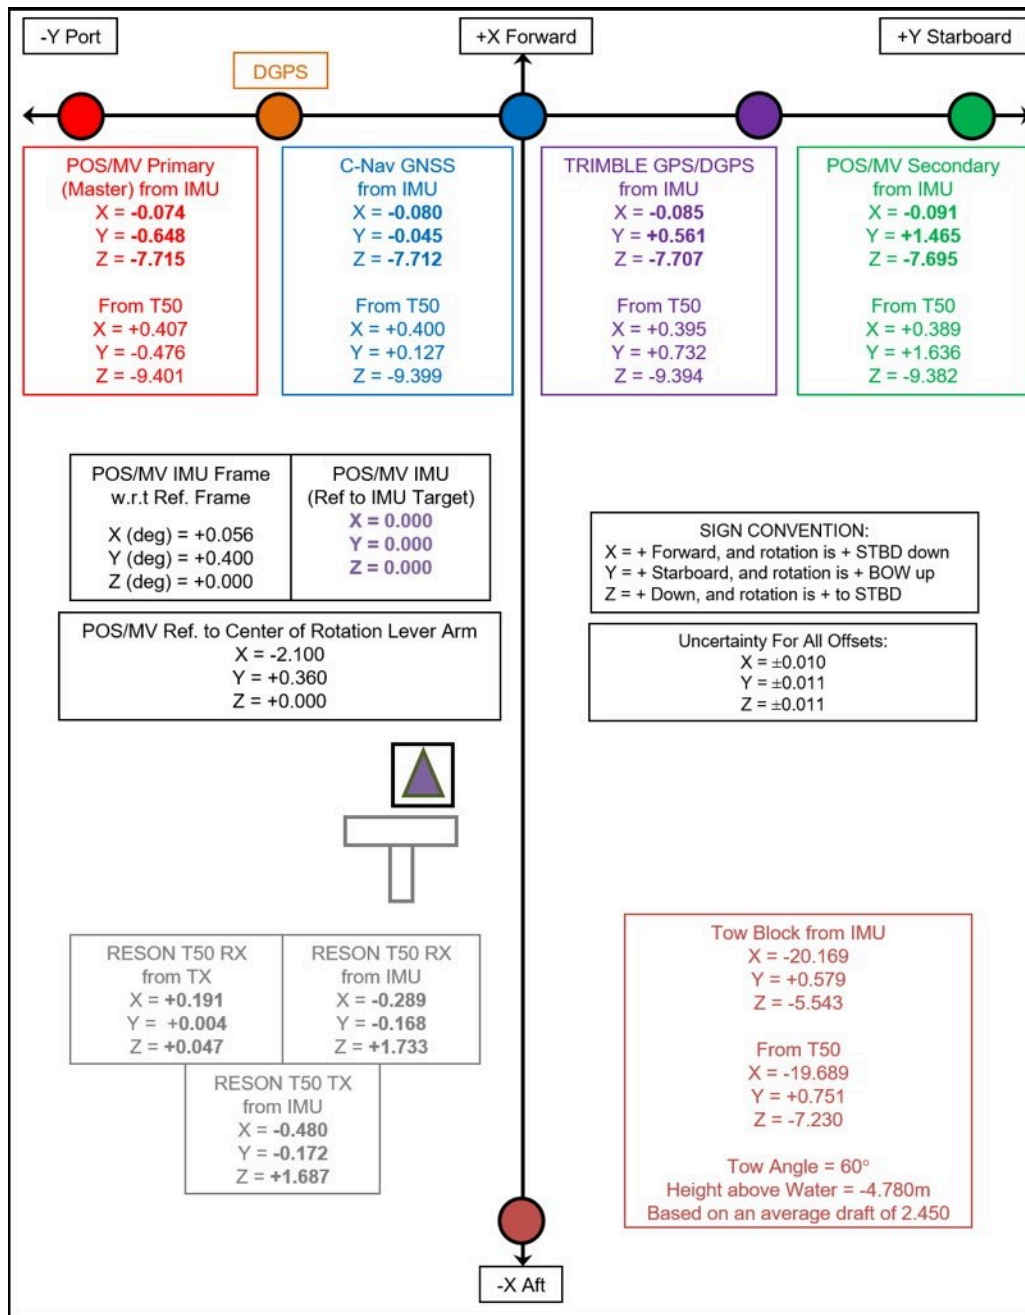 -Y Port
+X Forward
+Y Starboard
DGPS
POS/MV Primary
(Master) from IMU
X = -0.074
Y = -0.648
Z = -7.715
From T50
X = +0.407
Y = -0.476
Z = -9.401
C-Nav GNSS
from IMU
X = -0.080
Y = -0.045
Z = -7.712
From T50
X = +0.400
Y = +0.127
Z = -9.399
TRIMBLE GPS/DGPS
from IMU
X = -0.085
Y = +0.561
Z = -7.707
From T50
X = +0.395
Y = +0.732
Z = -9.394
POS/MV Secondary
from IMU
X = -0.091
Y = +1.465
Z = -7.695
From T50
X = +0.389
Y = +1.636
Z = -9.382
POS/MV IMU Frame
w.r.t Ref. Frame
X (deg) = +0.056
Y (deg) = +0.400
Z (deg) = +0.000
POS/MV IMU
(Ref to IMU Target)
X = 0.000
Y = 0.000
Z = 0.000
SIGN CONVENTION:
X = + Forward, and rotation is + STBD down
Y = + Starboard, and rotation is + BOW up
Z = + Down, and rotation is + to STBD
POS/MV Ref. to Center of Rotation Lever Arm
X = -2.100
Y = +0.360
Z = +0.000
Uncertainty For All Offsets:
X = ±0.010
Y = ±0.011
Z = ±0.011
RESON T50 RX
from TX
X = +0.191
Y = +0.004
Z = +0.047
RESON T50 RX
from IMU
X = -0.289
Y = -0.168
Z = +1.733
RESON T50 TX
from IMU
X = -0.480
Y = -0.172
Z = +1.687
Tow Block from IMU
X = -20.169
Y = +0.579
Z = -5.543
From T50
X = -19.689
Y = +0.751
Z = -7.230
Tow Angle = 60°
Height above Water = -4.780m
Based on an average draft of 2.450
-X Aft